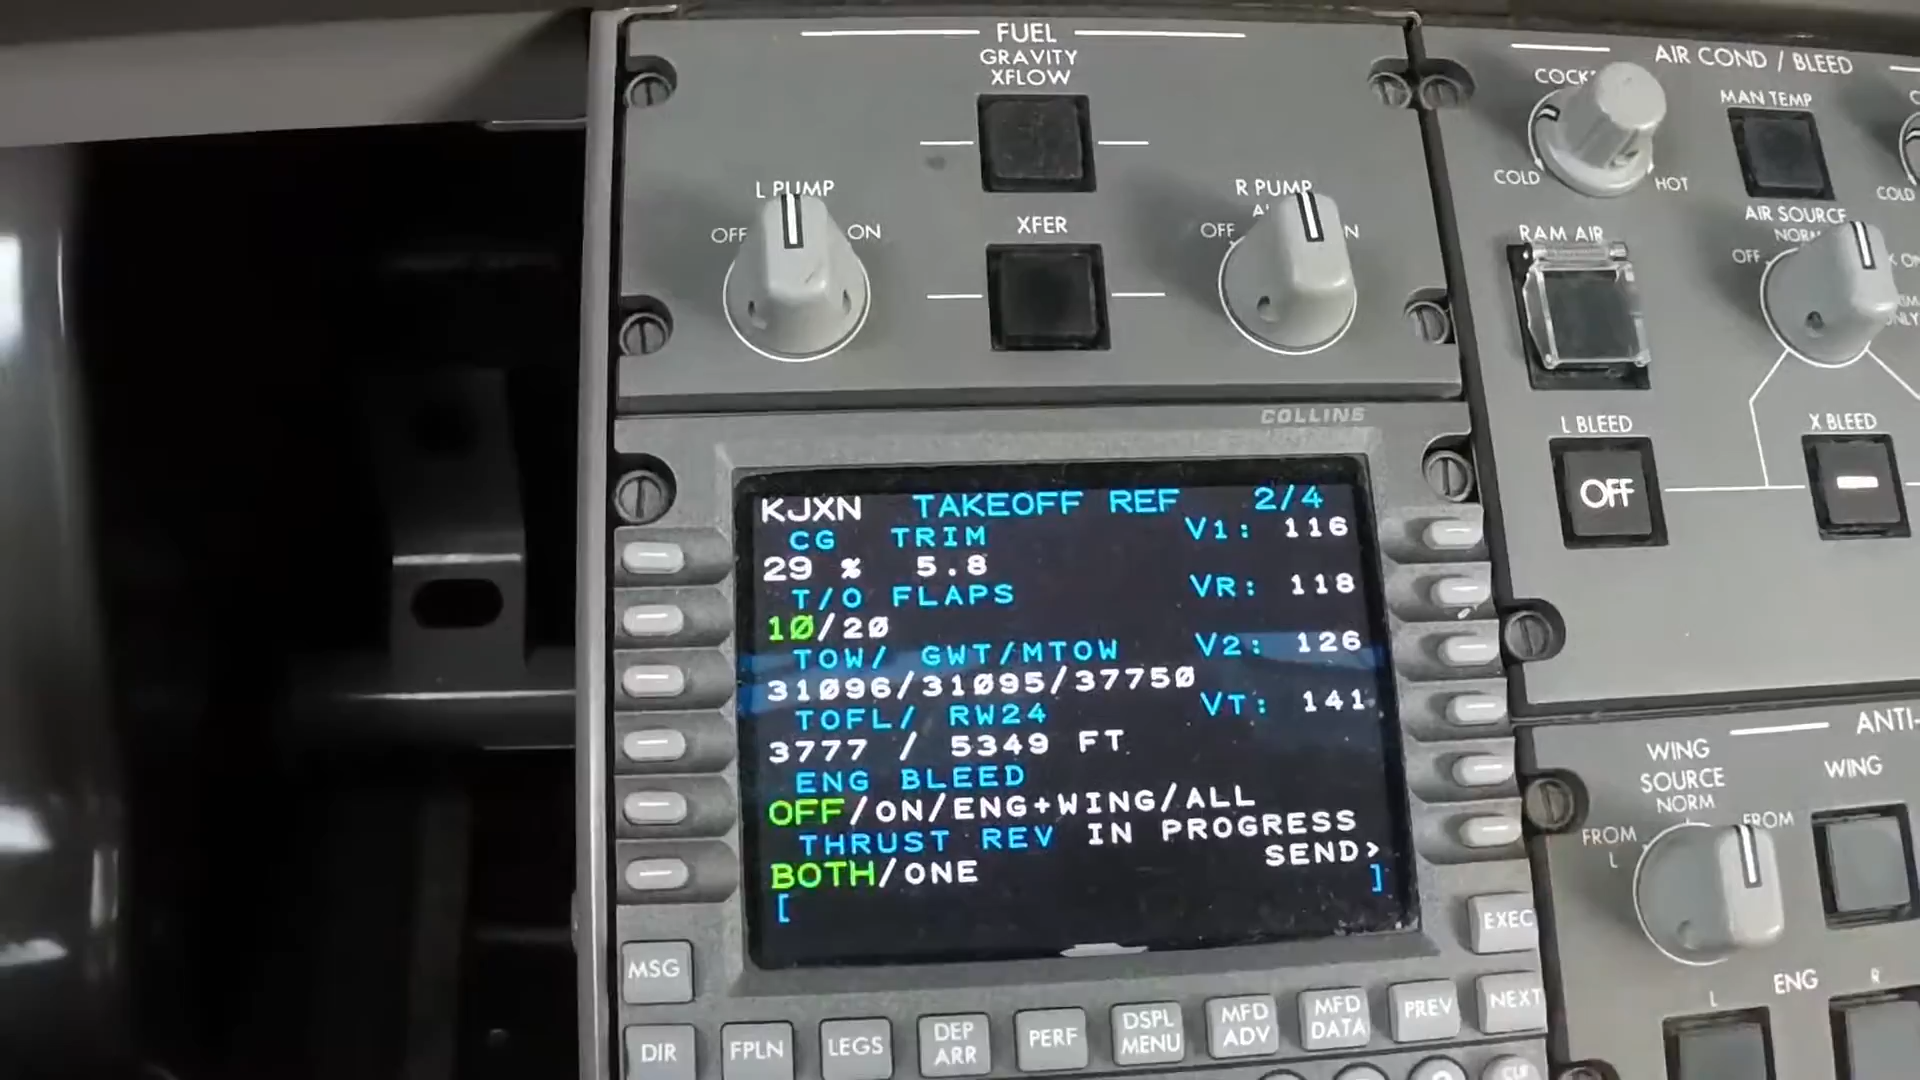 FUEL
GRAVITY
XFLOW
L PUMP
OFF
ON
XFER
R PUMP
OFF
AIR COND / BLEED
MAN TEMP
COLD
HOT
COLD
AIR SOURCE
OFF
RAM AIR
L BLEED
OFF
X BLEED
COLLINS
KJXN TAKEOFF REF 2/4
CG TRIM V1: 116
29 % 5.8
T/O FLAPS VR: 118
10/20
TOW/ GWT/MTOW V2: 126
31096/31095/37750
TOFL/ RW24 VT: 141
3777 / 5349 FT
ENG BLEED
OFF/ON/ENG+WING/ALL
THRUST REV IN PROGRESS
BOTH/ONE SEND>
[ ]
WING
SOURCE
NORM
FROM
L
FROM
WING
ENG
L
R
EXEC
MSG
DIR
FPLN
LEGS
DEP
ARR
PERF
DSPL
MENU
MFD
ADV
MFD
DATA
PREV
NEXT